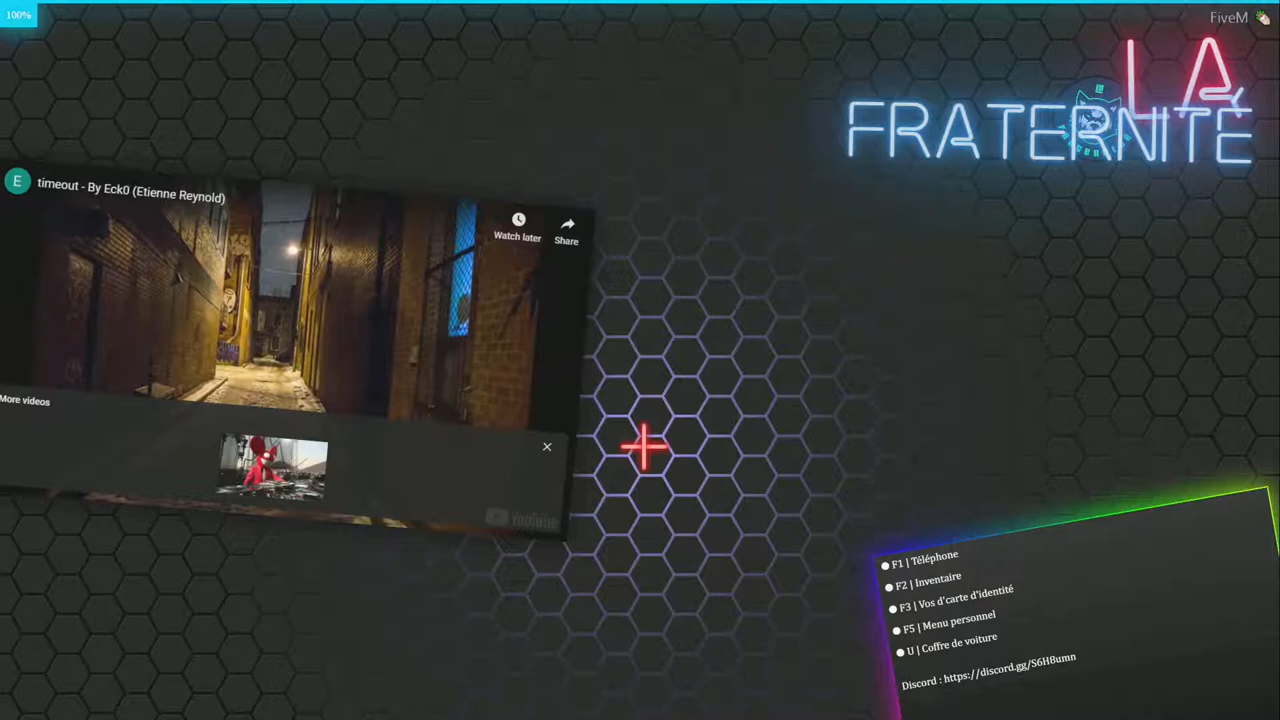 100%
FiveM
LA
FRATERNITE
E
timeout - By Eck0 (Etienne Reynold)
Watch later
Share
More videos
F1 | Téléphone
F2 | Inventaire
F3 | Vos d'carte d'identité
F5 | Menu personnel
U | Coffre de voiture
Discord : https://discord.gg/S6H8umn